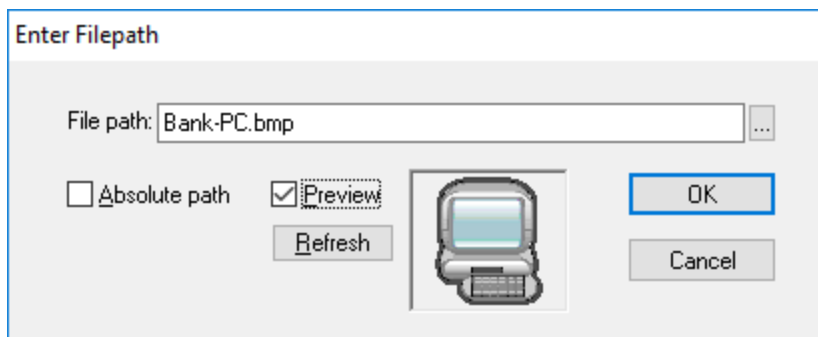 Enter Filepath
File path: Bank-PC.bmp ...
Absolute path Preview OK
Refresh
Cancel